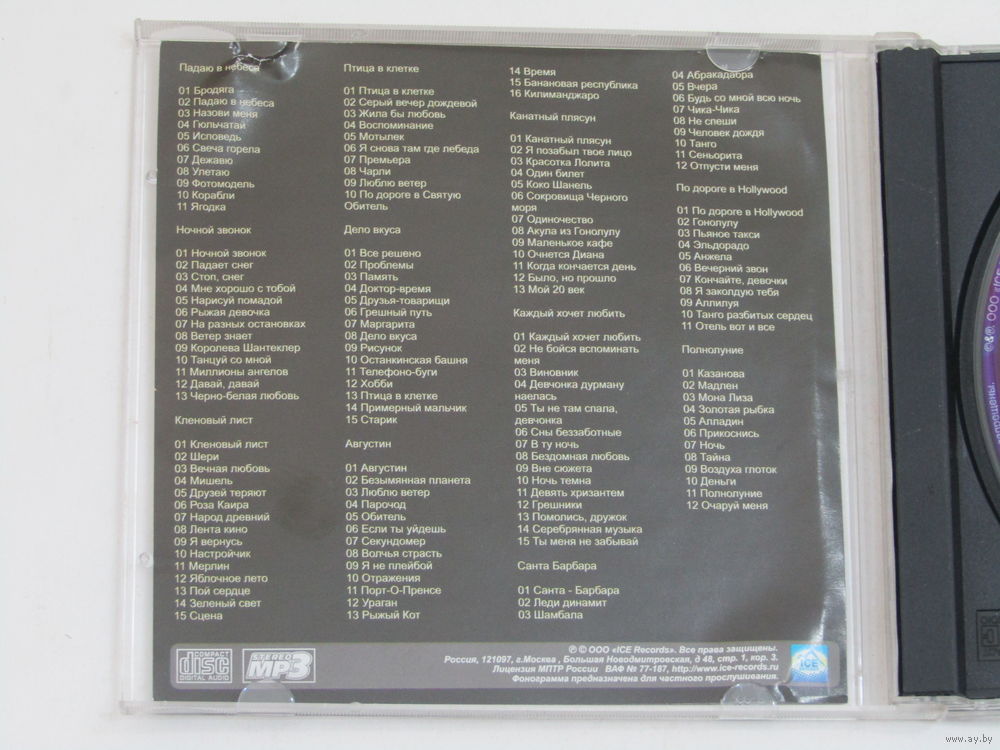 Падаю в небеса
01 Бродяга
02 Падаю в небеса
03 Назови меня
04 Гюльчатай
05 Исповедь
06 Свеча горела
07 Дежавю
08 Улетаю
09 Фотомодель
10 Корабли
11 Ягодка
Ночной звонок
01 Ночной звонок
02 Падает снег
03 Стоп, снег
04 Мне хорошо с тобой
05 Нарисуй помадой
06 Рыжая девочка
07 На разных остановках
08 Ветер знает
09 Королева Шантеклер
10 Танцуй со мной
11 Миллионы ангелов
12 Давай, давай
13 Черно-белая любовь
Кленовый лист
01 Кленовый лист
02 Шери
03 Вечная любовь
04 Мишель
05 Друзей теряют
06 Роза Каира
07 Народ древний
08 Лента кино
09 Я вернусь
10 Настройчик
11 Мерлин
12 Яблочное лето
13 Пой сердце
14 Зеленый свет
15 Сцена
Птица в клетке
01 Птица в клетке
02 Серый вечер дождевой
03 Жила бы любовь
04 Воспоминание
05 Мотылек
06 Я снова там где лебеда
07 Премьера
08 Чарли
09 Люблю ветер
10 По дороге в Святую
Обитель
Дело вкуса
01 Все решено
02 Проблемы
03 Память
04 Доктор-время
05 Друзья-товарищи
06 Грешный путь
07 Маргарита
08 Дело вкуса
09 Рисунок
10 Останкинская башня
11 Телефоно-буги
12 Хобби
13 Птица в клетке
14 Примерный мальчик
15 Старик
Августин
01 Августин
02 Безымянная планета
03 Люблю ветер
04 Парочод
05 Обитель
06 Если ты уйдешь
07 Секундомер
08 Волчья страсть
09 Я не плейбой
10 Отражения
11 Порт-О-Пренсе
12 Ураган
13 Рыжый Кот
14 Время
15 Банановая республика
16 Килиманджаро
Канатный плясун
01 Канатный плясун
02 Я позабыл твое лицо
03 Красотка Лолита
04 Один билет
05 Коко Шанель
06 Сокровища Черного
моря
07 Одиночество
08 Акула из Гонолулу
09 Маленькое кафе
10 Очнется Диана
11 Когда кончается день
12 Было, но прошло
13 Мой 20 век
Каждый хочет любить
01 Каждый хочет любить
02 Не бойся вспоминать
меня
03 Виновник
04 Девчонка дурману
наелась
05 Ты не там спала,
девчонка
06 Сны беззаботные
07 В ту ночь
08 Бездомная любовь
09 Вне сюжета
10 Ночь темна
11 Девять хризантем
12 Грешники
13 Помолись, дружок
14 Серебрянная музыка
15 Ты меня не забывай
Санта Барбара
01 Санта - Барбара
02 Леди динамит
03 Шамбала
04 Абракадабра
05 Вчера
06 Будь со мной всю ночь
07 Чика-Чика
08 Не спеши
09 Человек дождя
10 Танго
11 Сеньорита
12 Отпусти меня
По дороге в Hollywood
01 По дороге в Hollywood
02 Гонолулу
03 Пьяное такси
04 Эльдорадо
05 Анжела
06 Вечерний звон
07 Кончайте, девочки
08 Я заколдую тебя
09 Аллилуя
10 Танго разбитых сердец
11 Отель вот и все
Полнолуние
01 Казанова
02 Мадлен
03 Мона Лиза
04 Золотая рыбка
05 Алладин
06 Прикоснись
07 Ночь
08 Тайна
09 Воздуха глоток
10 Деньги
11 Полнолуние
12 Очаруй меня
COMPACT
disc
DIGITAL AUDIO
STEREO
MP3
℗ © ООО «ICE Records». Все права защищены.
Россия, 121097, г.Москва , Большая Новодмитровская, д 48, стр. 1, кор. 3.
Лицензия МПТР России ВАФ № 77-187, http://www.ice-records.ru
Фонограмма предназначена для частного прослушивания.
ICE
www.ay.by